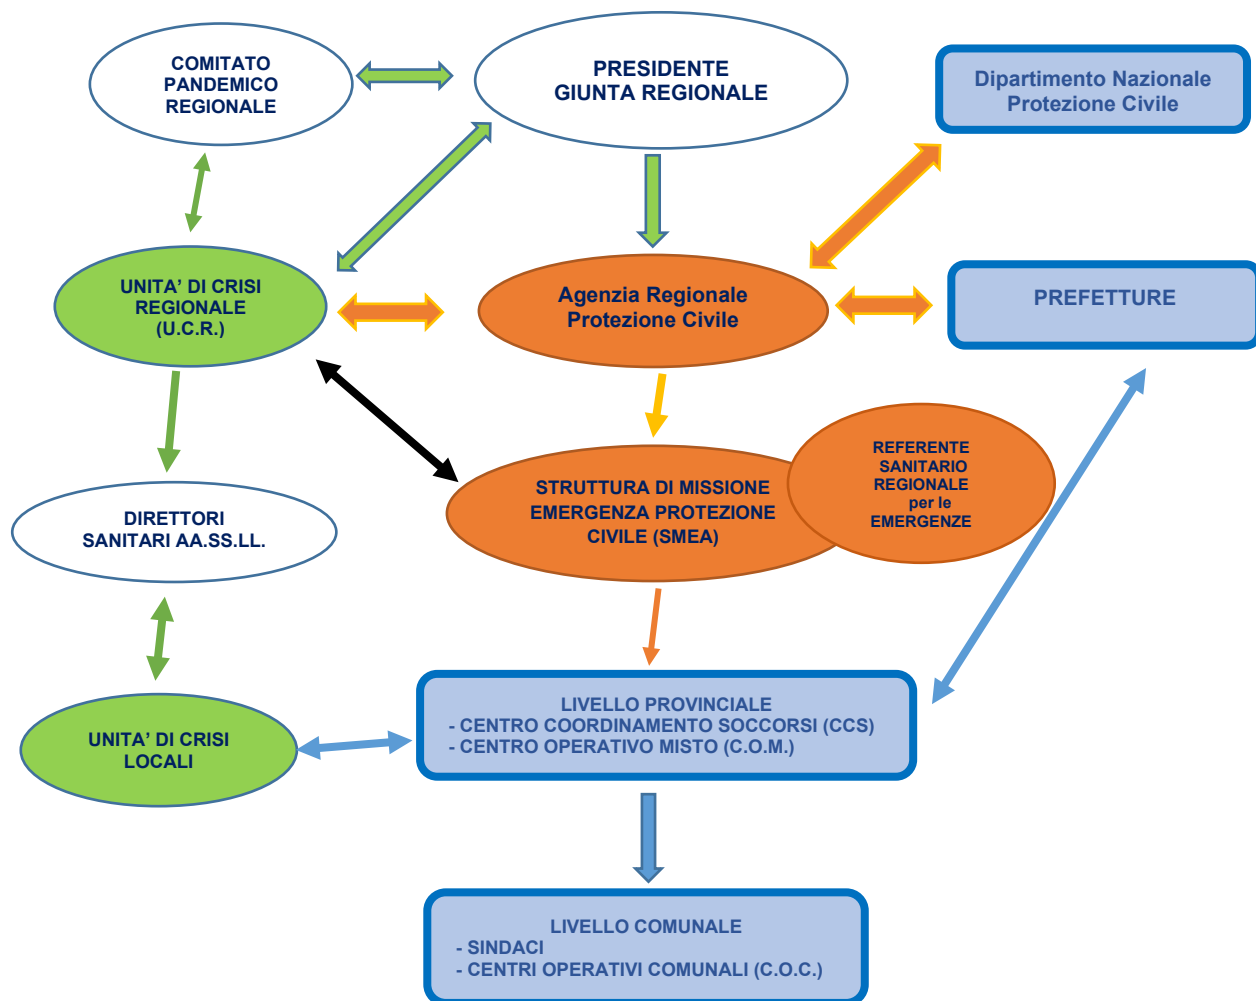 COMITATO
PANDEMICO
REGIONALE
PRESIDENTE
GIUNTA REGIONALE
Dipartimento Nazionale
Protezione Civile
UNITA’ DI CRISI
REGIONALE
(U.C.R.)
Agenzia Regionale
Protezione Civile
PREFETTURE
DIRETTORI
SANITARI AA.SS.LL.
STRUTTURA DI MISSIONE
EMERGENZA PROTEZIONE
CIVILE (SMEA)
REFERENTE
SANITARIO
REGIONALE
per le
EMERGENZE
UNITA’ DI CRISI
LOCALI
LIVELLO PROVINCIALE
- CENTRO COORDINAMENTO SOCCORSI (CCS)
- CENTRO OPERATIVO MISTO (C.O.M.)
LIVELLO COMUNALE
- SINDACI
- CENTRI OPERATIVI COMUNALI (C.O.C.)